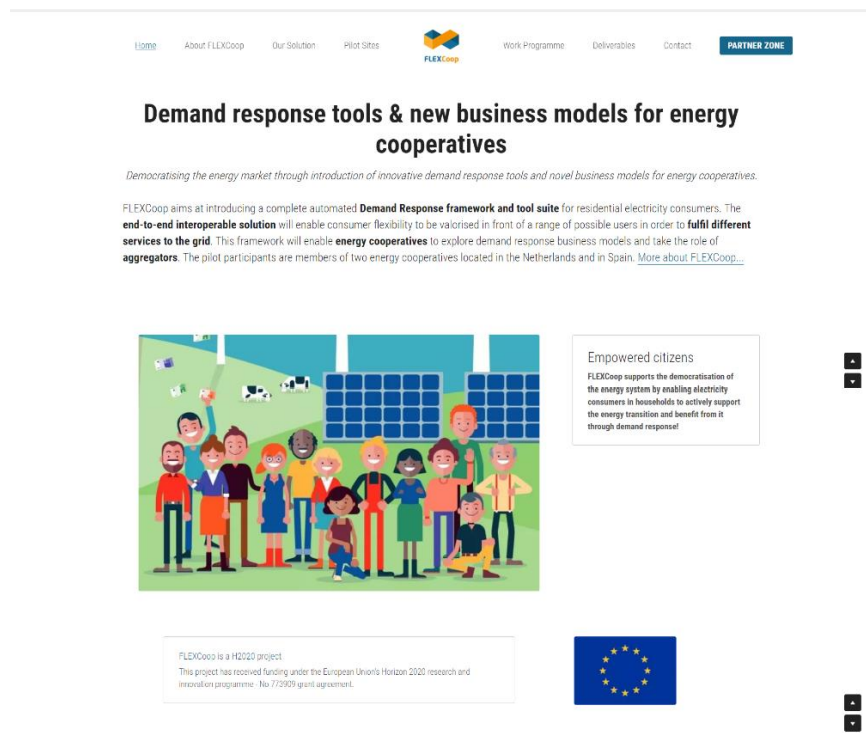 Home About FLEXCoop Our Solution Pilot Sites FLEXCoop Work Programme Deliverables Contact PARTNER ZONE
Demand response tools & new business models for energy
cooperatives
Democratising the energy market through introduction of innovative demand response tools and novel business models for energy cooperatives.
FLEXCoop aims at introducing a complete automated Demand Response framework and tool suite for residential electricity consumers. The
end-to-end interoperable solution will enable consumer flexibility to be valorised in front of a range of possible users in order to fulfil different
services to the grid. This framework will enable energy cooperatives to explore demand response business models and take the role of
aggregators. The pilot participants are members of two energy cooperatives located in the Netherlands and in Spain. More about FLEXCoop...
Empowered citizens
FLEXCoop supports the democratisation of
the energy system by enabling electricity
consumers in households to actively support
the energy transition and benefit from it
through demand response!
FLEXCoop is a H2020 project
This project has received funding under the European Union's Horizon 2020 research and
innovation programme - No 773909 grant agreement.